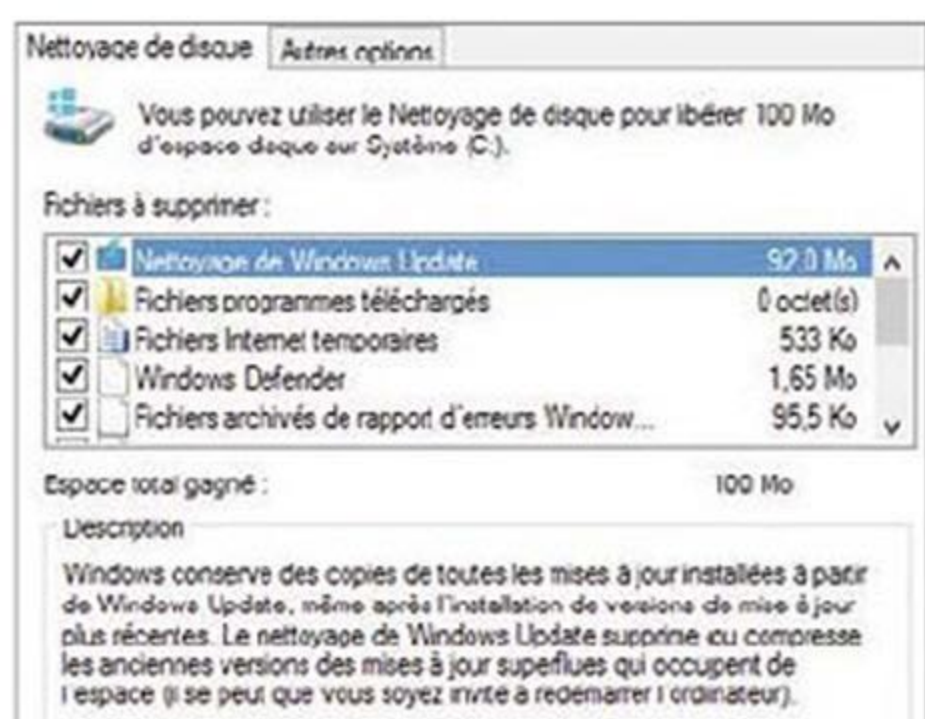 Nettoyage de disque
Autres options
Vous pouvez utiliser le Nettoyage de disque pour libérer 100 Mo
d'espace disque sur Système (C:).
Fichiers à supprimer :
Nettoyage de Windows Update 92,0 Mo
Fichiers programmes téléchargés 0 octet(s)
Fichiers Internet temporaires 533 Ko
Windows Defender 1,65 Mo
Fichiers archivés de rapport d'erreurs Window... 95,5 Ko
Espace total gagné : 100 Mo
Description
Windows conserve des copies de toutes les mises à jour installées à partir
de Windows Update, même après l'installation de versions de mise à jour
plus récentes. Le nettoyage de Windows Update supprime ou compresse
les anciennes versions des mises à jour superflues qui occupent de
l'espace (il se peut que vous soyez invité à redémarrer l'ordinateur).